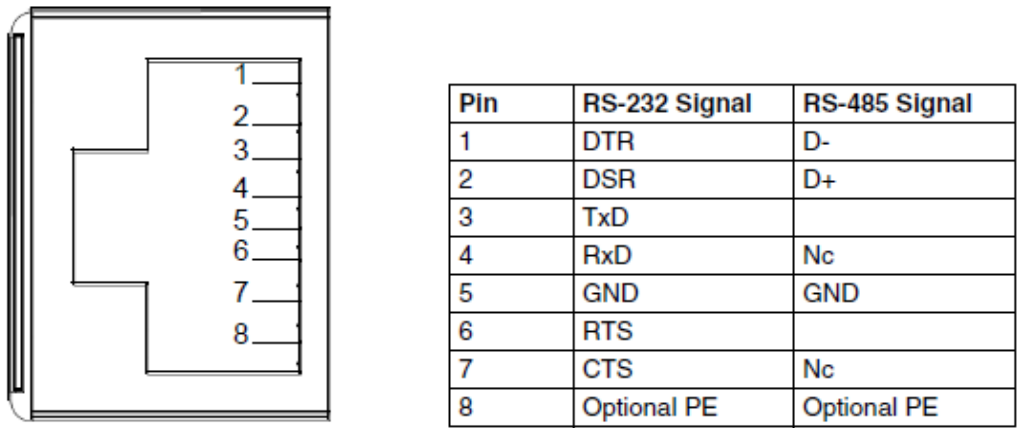 1
2
3
4
5
6
7
8
Pin RS-232 Signal RS-485 Signal
1 DTR D-
2 DSR D+
3 TxD
4 RxD Nc
5 GND GND
6 RTS
7 CTS Nc
8 Optional PE Optional PE